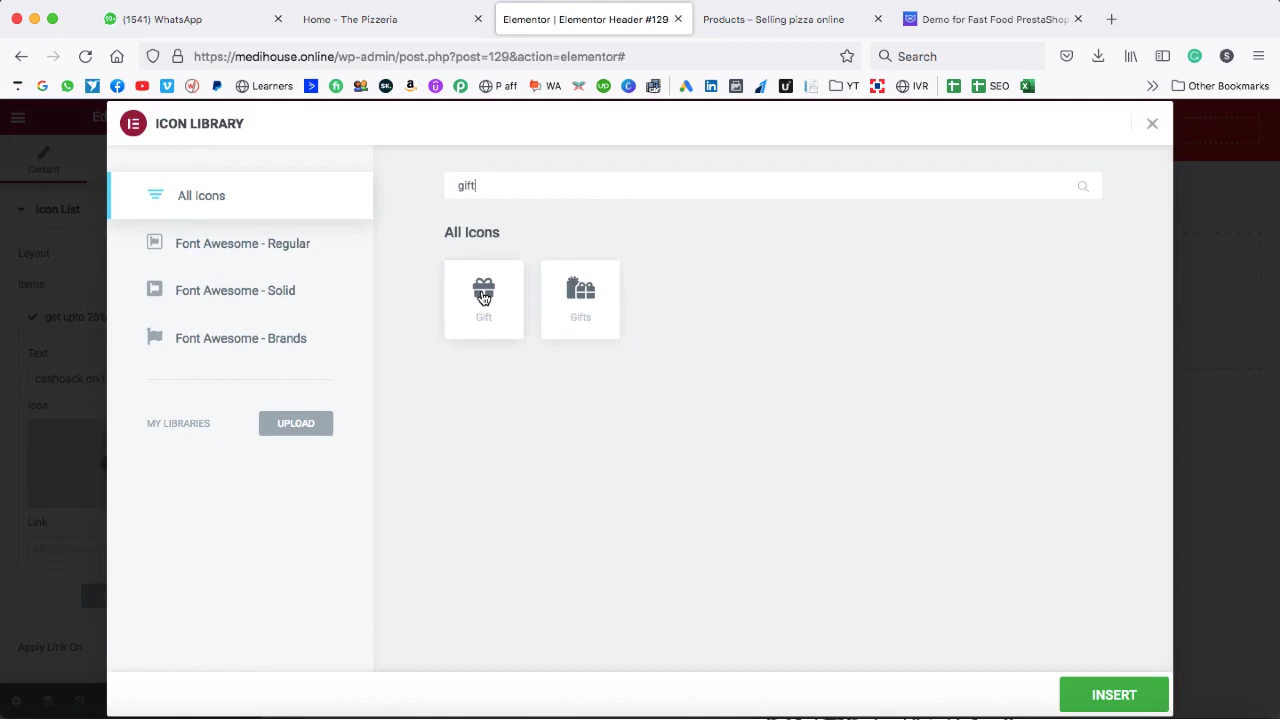 (1541) WhatsApp
Home - The Pizzeria
Elementor | Elementor Header #129
Products – Selling pizza online
Demo for Fast Food PrestaShop
https://medihouse.online/wp-admin/post.php?post=129&action=elementor#
Search
Learners
P aff
WA
YT
IVR
SEO
Other Bookmarks
Ed
ICON LIBRARY
Content
All Icons
gift
Icon List
All Icons
Font Awesome - Regular
Layout
Items
Font Awesome - Solid
get upto 25%
Gift
Gifts
Font Awesome - Brands
Text
cashoack on
Icon
MY LIBRARIES
UPLOAD
Link
Apply Link On
INSERT